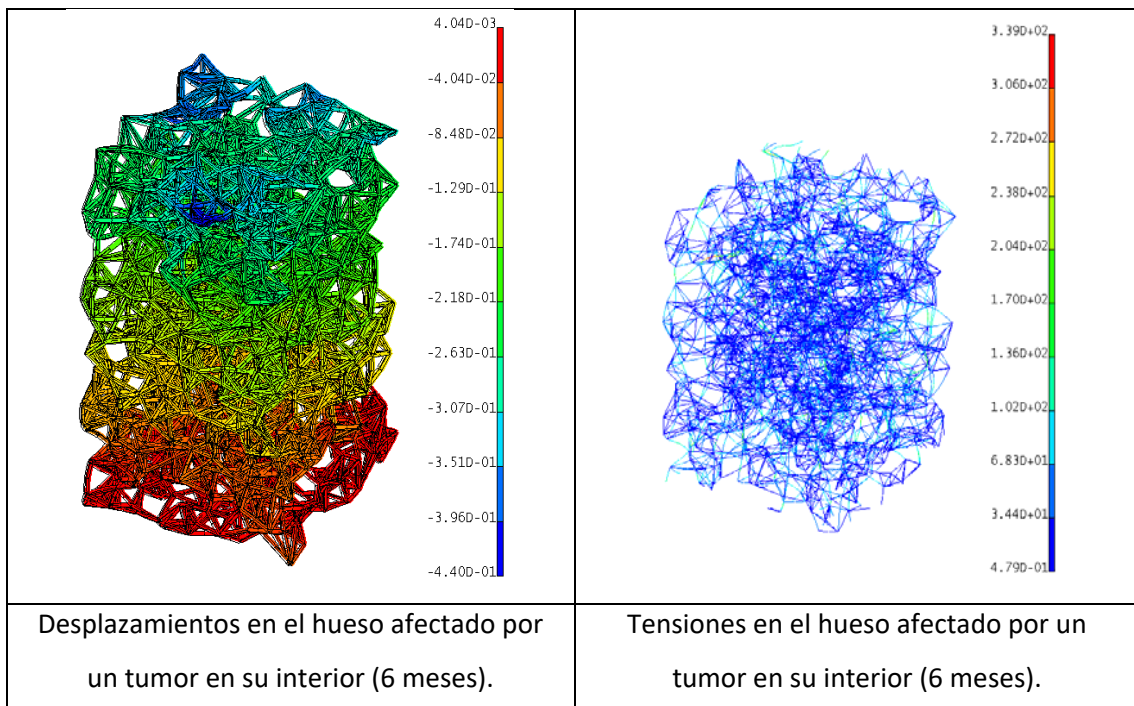 4.04D-03
-4.04D-02
-8.48D-02
-1.29D-01
-1.74D-01
-2.18D-01
-2.63D-01
-3.07D-01
-3.51D-01
-3.96D-01
-4.40D-01
3.39D+02
3.06D+02
2.72D+02
2.38D+02
2.04D+02
1.70D+02
1.36D+02
1.02D+02
6.83D+01
3.44D+01
4.79D-01
Desplazamientos en el hueso afectado por
un tumor en su interior (6 meses).
Tensiones en el hueso afectado por un
tumor en su interior (6 meses).